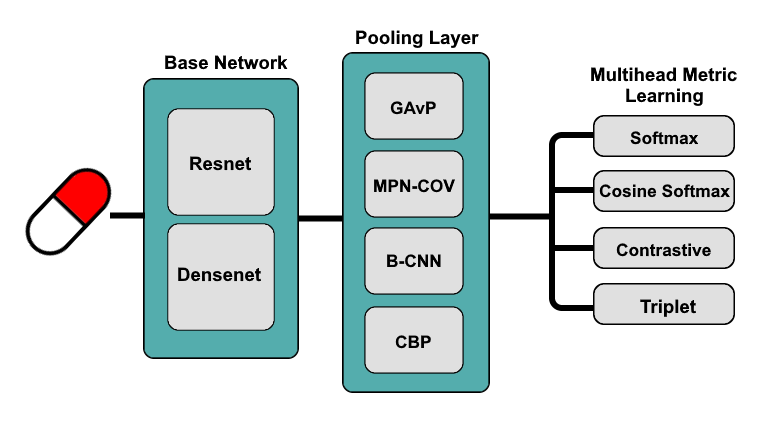 Base Network
Resnet
Densenet
Pooling Layer
GAvP
MPN-COV
B-CNN
CBP
Multihead Metric
Learning
Softmax
Cosine Softmax
Contrastive
Triplet